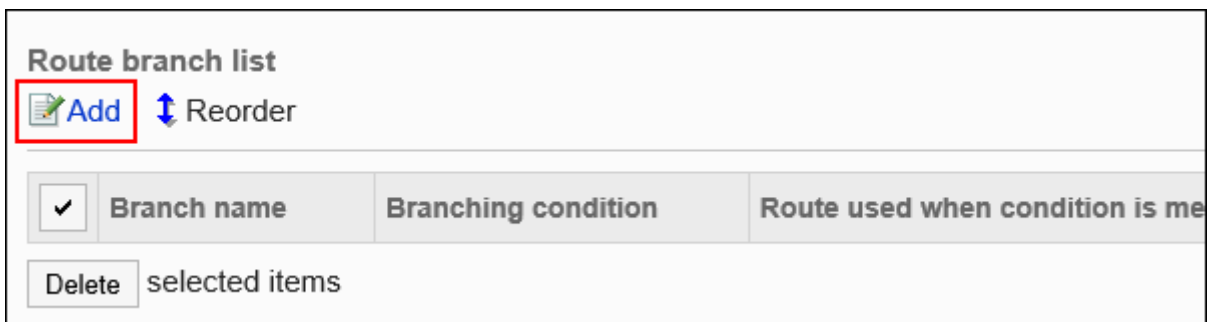 Route branch list
Add Reorder
Branch name Branching condition Route used when condition is me
Delete selected items